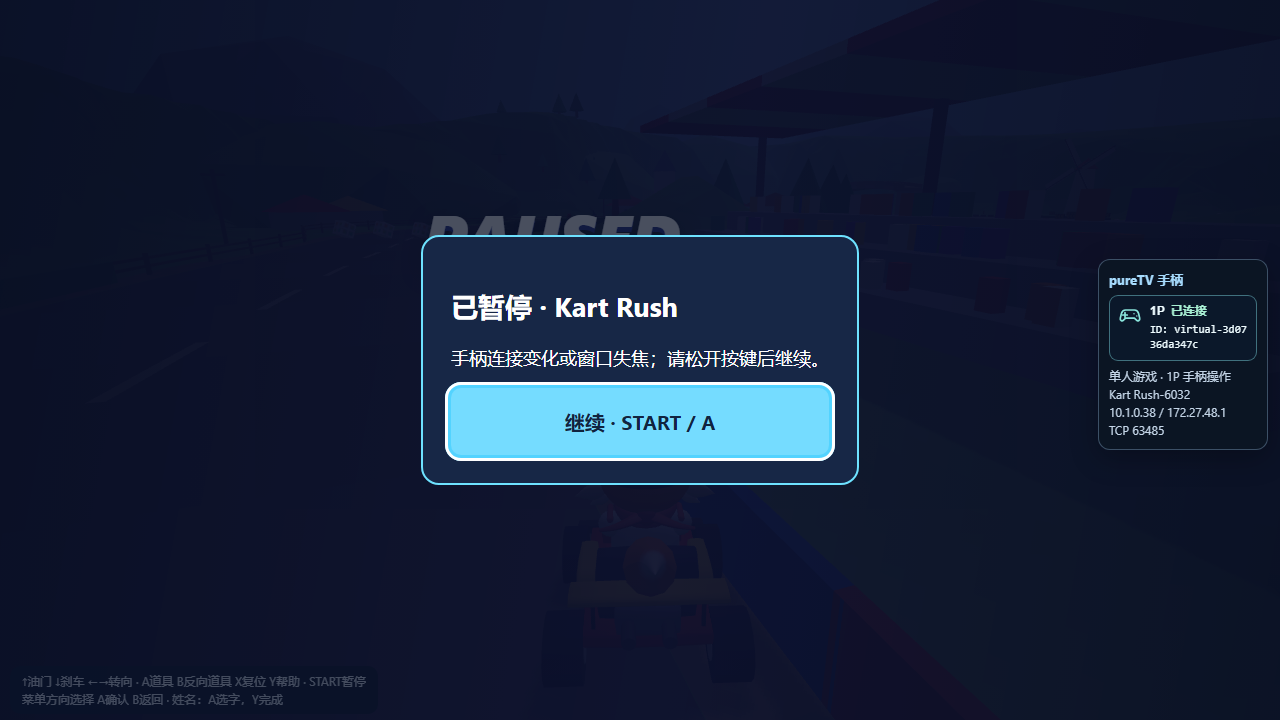 PAUSED
已暂停 · Kart Rush
手柄连接变化或窗口失焦；请松开按键后继续。
继续 · START / A
pureTV 手柄
1P 已连接
ID: virtual-3d07
36da347c
单人游戏 · 1P 手柄操作
Kart Rush-6032
10.1.0.38 / 172.27.48.1
TCP 63485
↑油门 ↓刹车 ←→转向 · A道具 B反向道具 X复位 Y帮助 · START暂停
菜单方向选择 A确认 B返回 · 姓名：A选字，Y完成